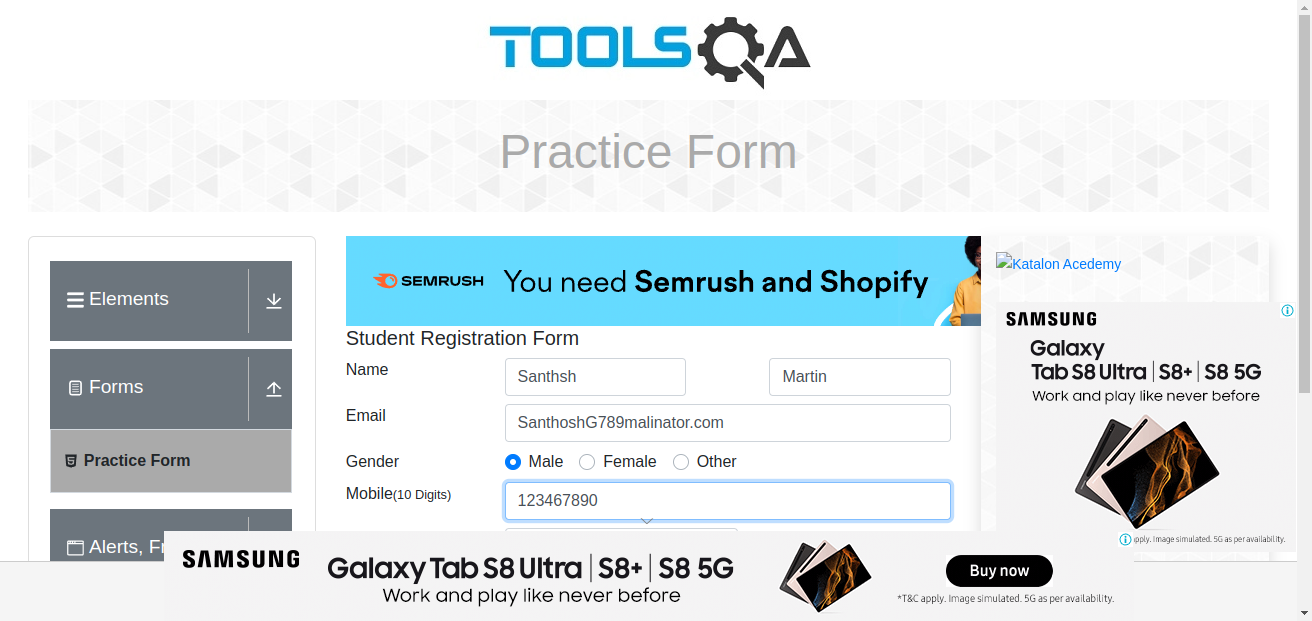 TOOLSQA
Practice Form
Elements
Forms
Practice Form
Alerts, Fr
SEMRUSH You need Semrush and Shopify
Student Registration Form
Name Santhsh Martin
Email SanthoshG789malinator.com
Gender Male Female Other
Mobile(10 Digits) 123467890
Katalon Acedemy
SAMSUNG
Galaxy
Tab S8 Ultra | S8+ | S8 5G
Work and play like never before
pply. Image simulated. 5G as per availability.
SAMSUNG
Galaxy Tab S8 Ultra | S8+ | S8 5G
Work and play like never before
Buy now
*T&C apply. Image simulated. 5G as per availability.